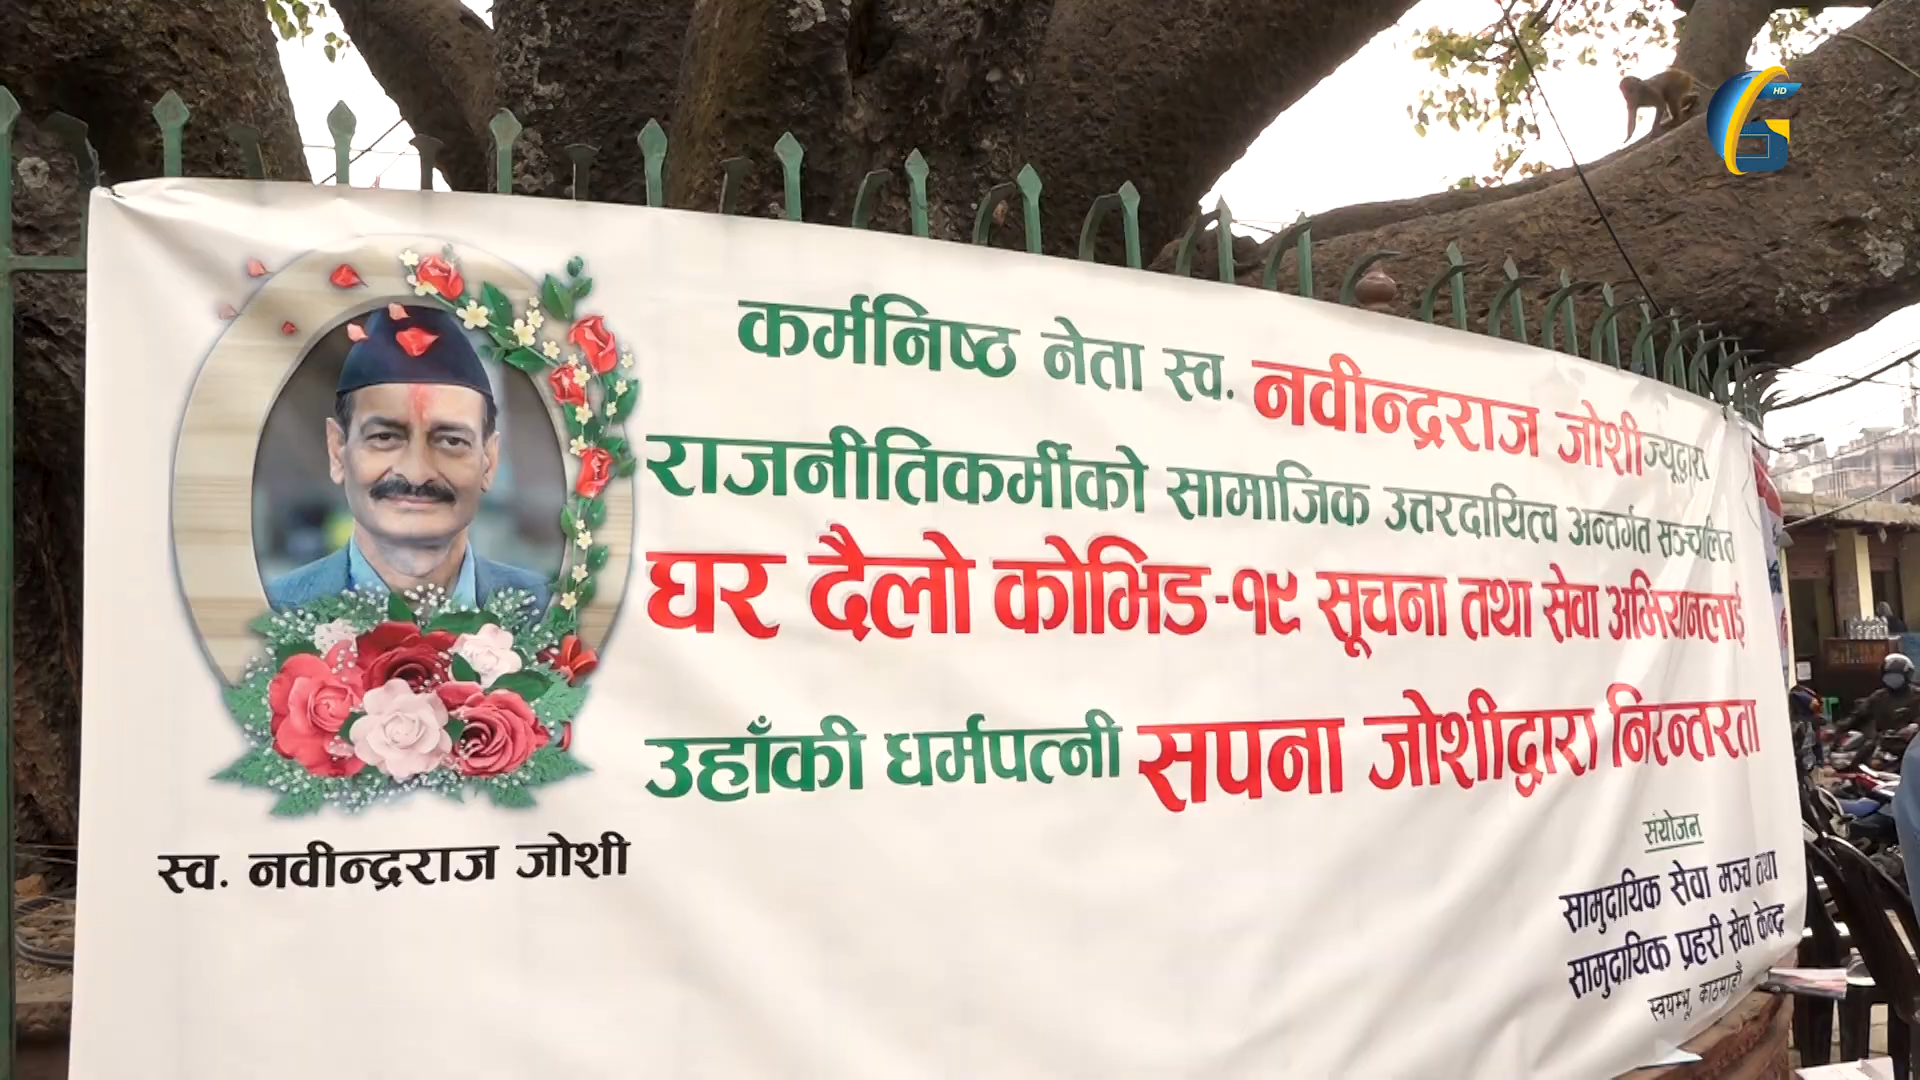 HD
कर्मनिष्ठ नेता स्व. नवीन्द्रराज जोशीज्यूद्वारा
राजनीतिकर्मीको सामाजिक उत्तरदायित्व अन्तर्गत सञ्चालित
घर दैलो कोभिड-१९ सूचना तथा सेवा अभियानलाई
उहाँकी धर्मपत्नी सपना जोशीद्वारा निरन्तरता
स्व. नवीन्द्रराज जोशी
संयोजन
सामुदायिक सेवा मञ्च तथा
सामुदायिक प्रहरी सेवा केन्द्र
स्वयम्भू, काठमाडौं